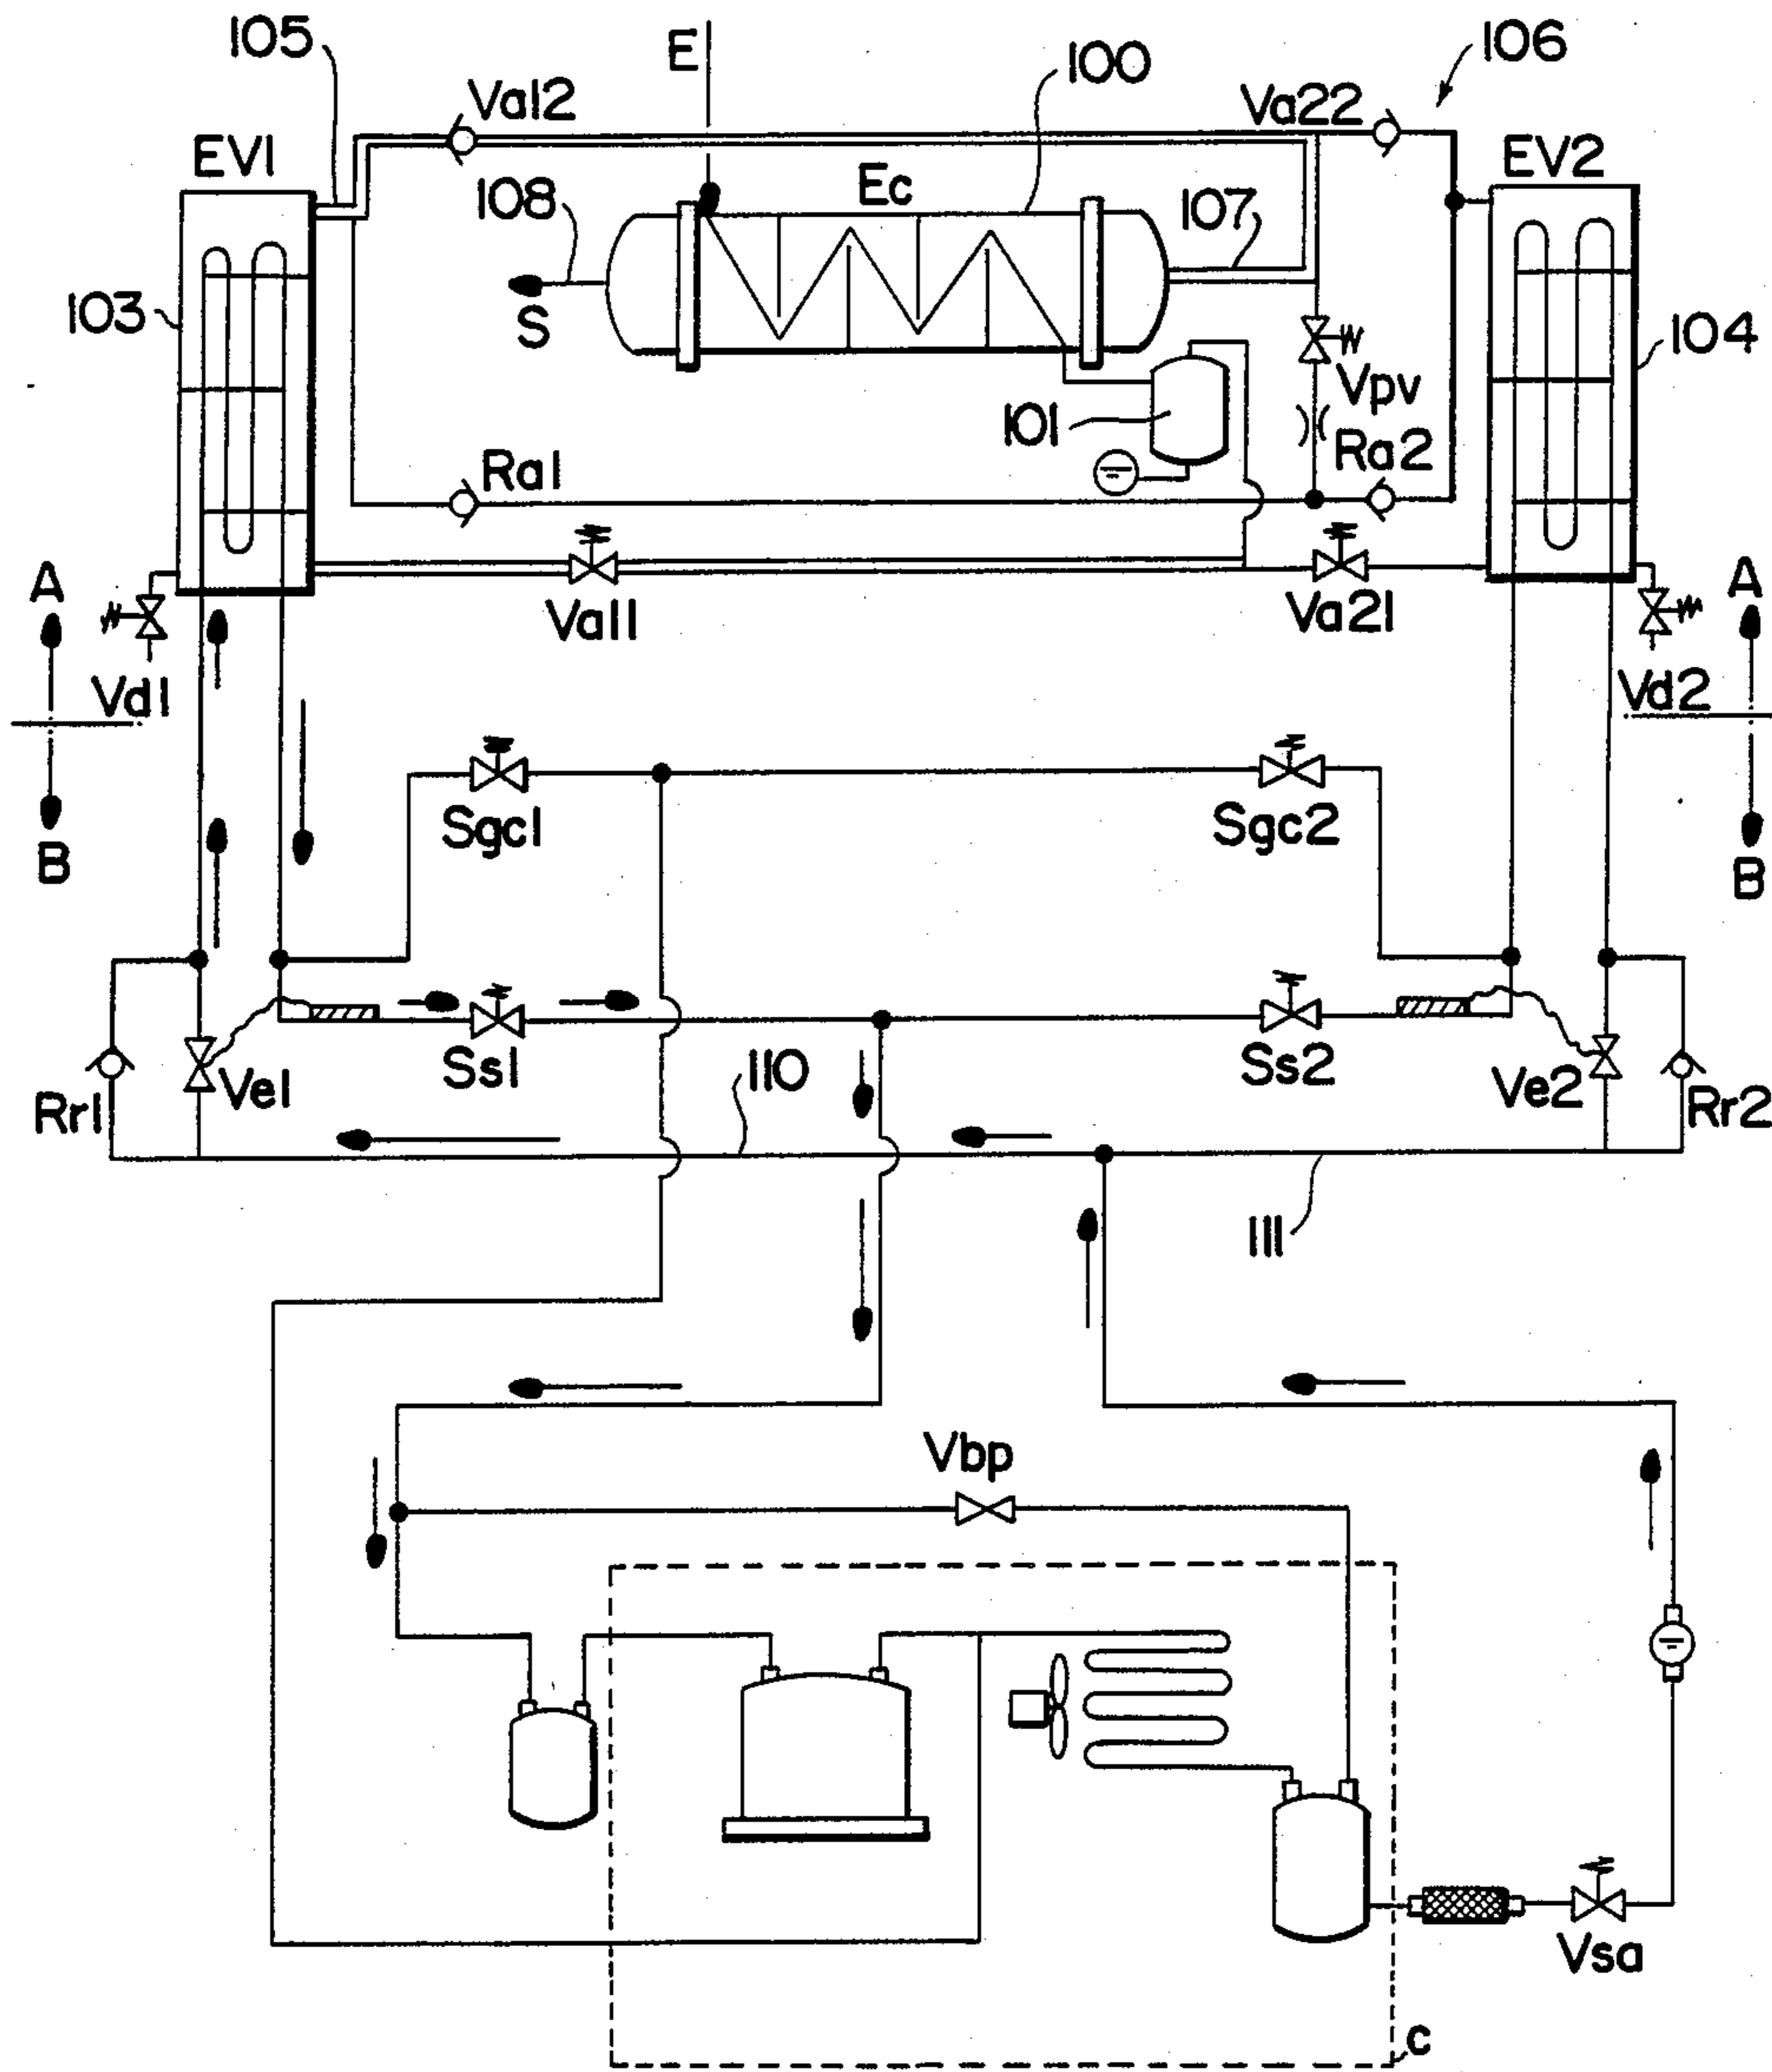 105
E
100
106
Va12
Va22
EV1
EV2
108
Ec
107
S
103
104
Vpv
101
Ra1
Ra2
A
A
Va11
Va21
Vd1
Vd2
Sgc1
Sgc2
B
B
Ss1
110
Ss2
Ve1
Ve2
Rr1
Rr2
111
Vbp
Vsa
c